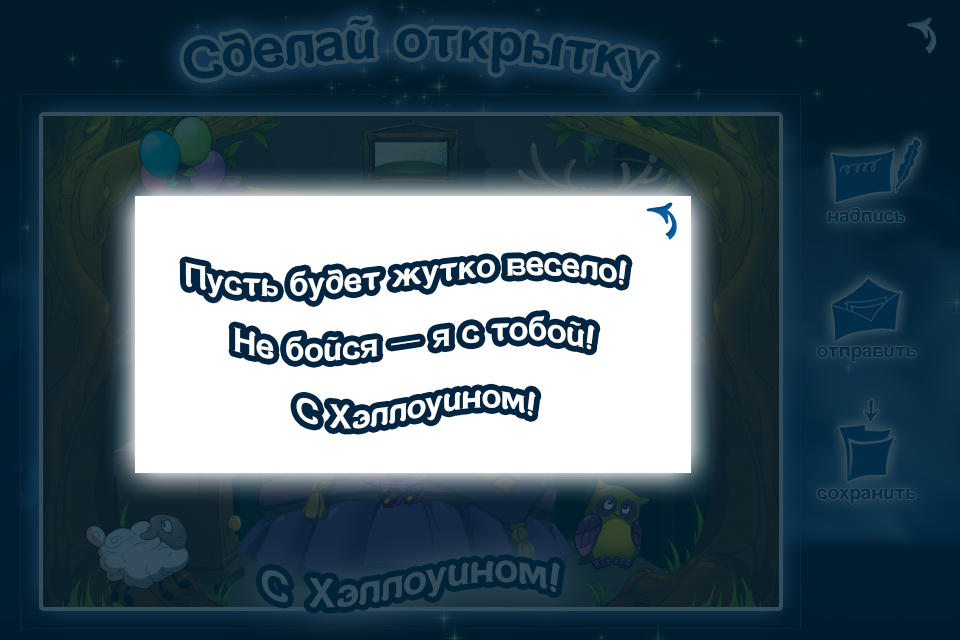 Сделай открытку
надпись
Пусть будет жутко весело!
Не бойся — я с тобой!
С Хэллоуином!
отправить
сохранить
С Хэллоуином!